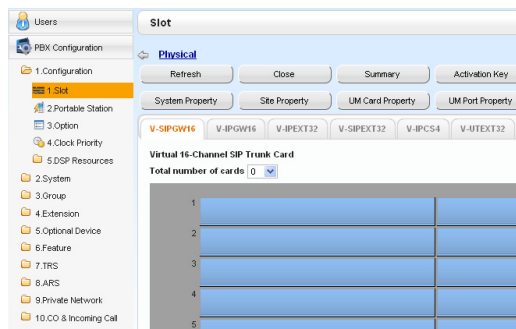 Users
PBX Configuration
1.Configuration
1.Slot
2.Portable Station
3.Option
4.Clock Priority
5.DSP Resources
2.System
3.Group
4.Extension
5.Optional Device
6.Feature
7.TRS
8.ARS
9.Private Network
10.CO & Incoming Call
Slot
Physical
Refresh Close Summary Activation Key
System Property Site Property UM Card Property UM Port Property
V-SIPGW16 V-IPGW16 V-IPEXT32 V-SIPEXT32 V-IPCS4 V-UTEXT32
Virtual 16-Channel SIP Trunk Card
Total number of cards 0
1
2
3
4
5